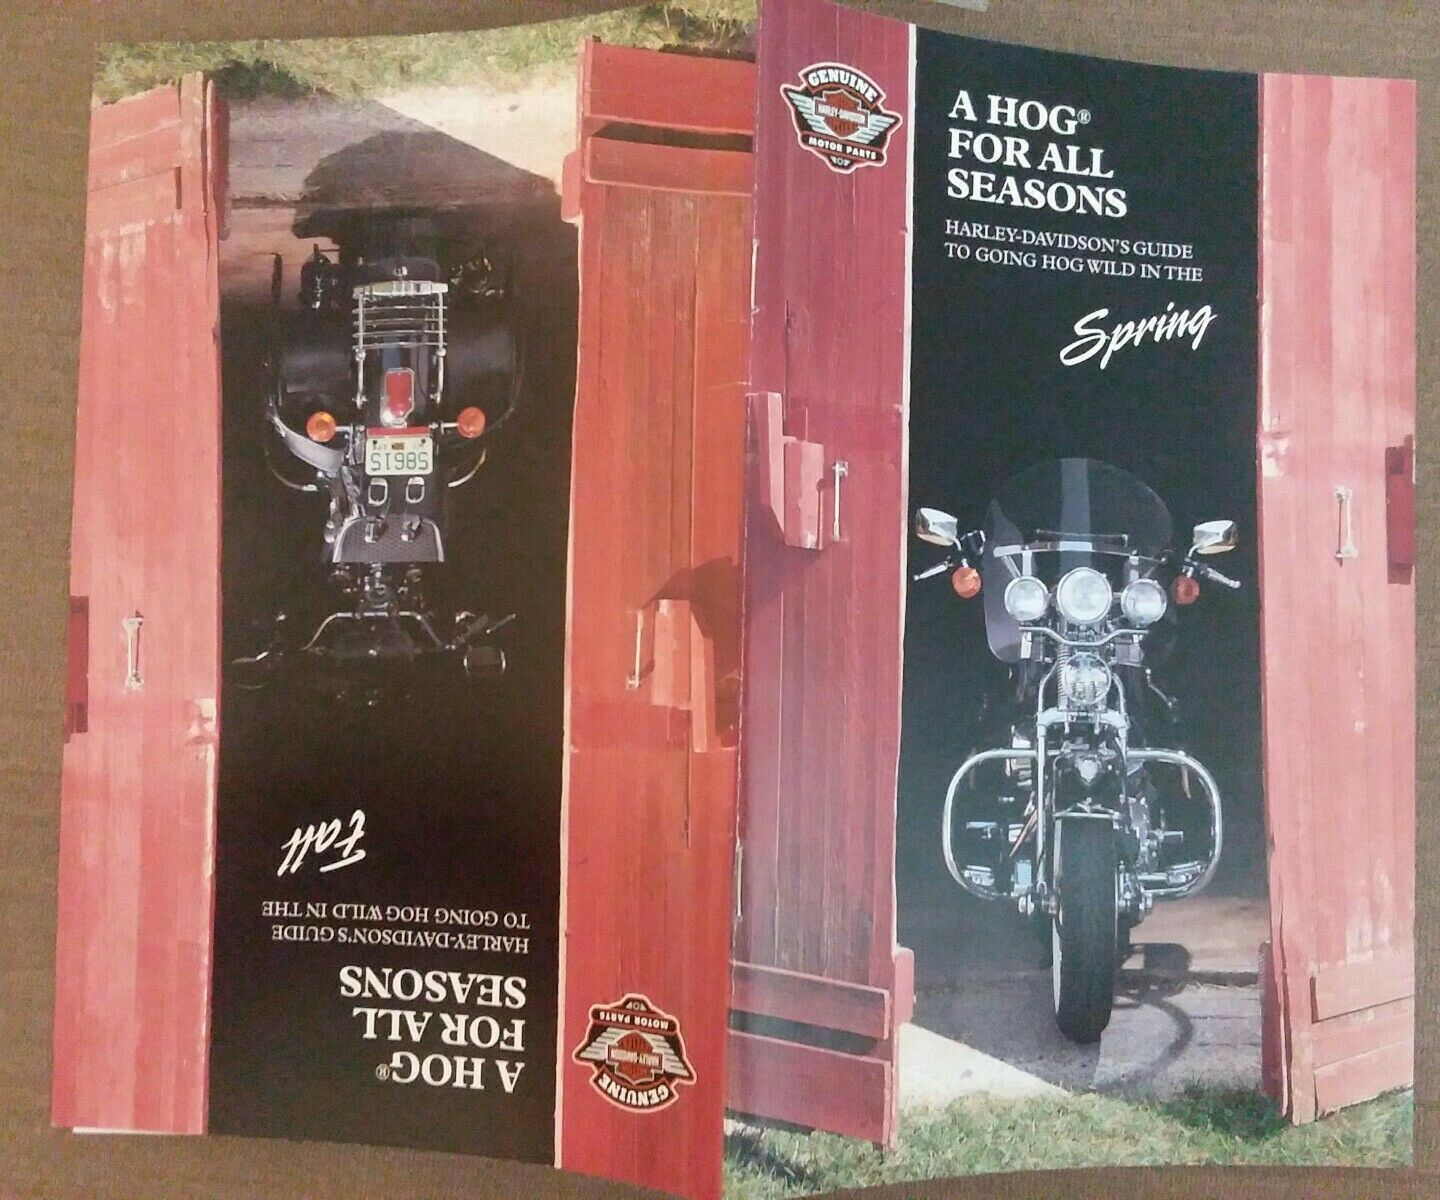 GENUINE
HARLEY-DAVIDSON
MOTOR PARTS
A HOG®
FOR ALL
SEASONS
HARLEY-DAVIDSON'S GUIDE
TO GOING HOG WILD IN THE
Spring
GENUINE
HARLEY-DAVIDSON
MOTOR PARTS
A HOG®
FOR ALL
SEASONS
HARLEY-DAVIDSON'S GUIDE
TO GOING HOG WILD IN THE
Fall
58615